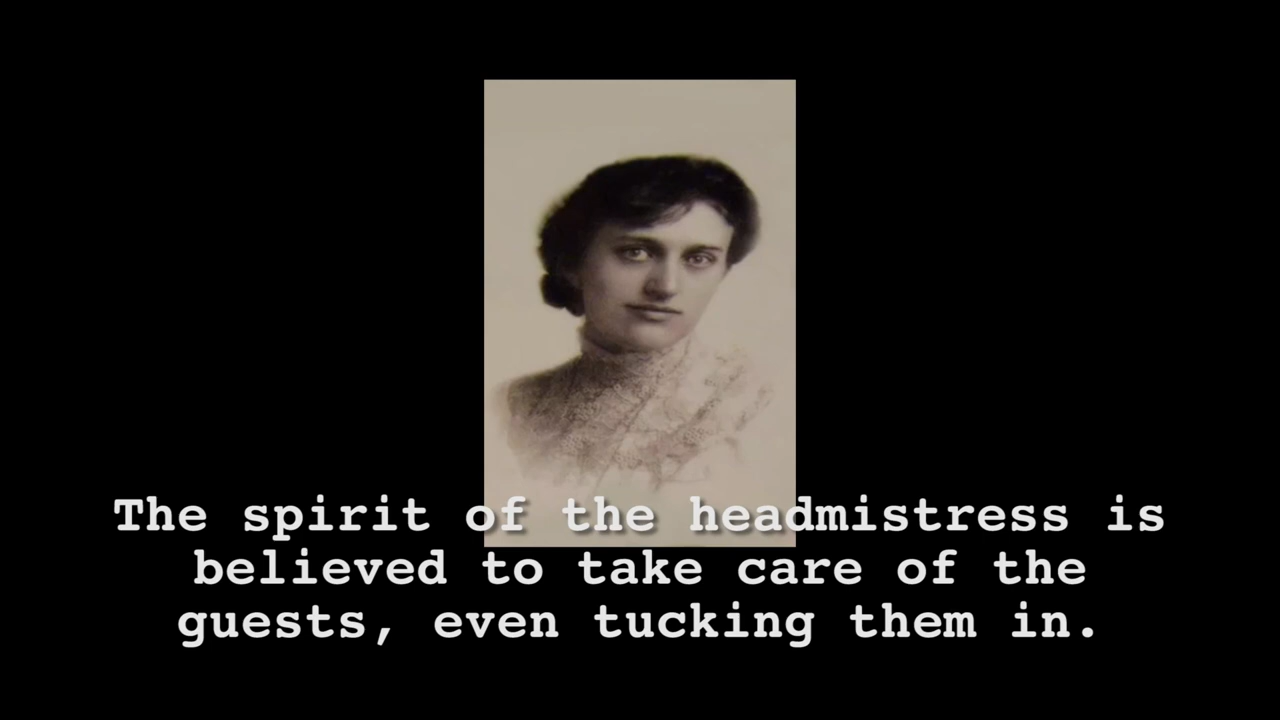 The spirit of the headmistress is
believed to take care of the
guests, even tucking them in.